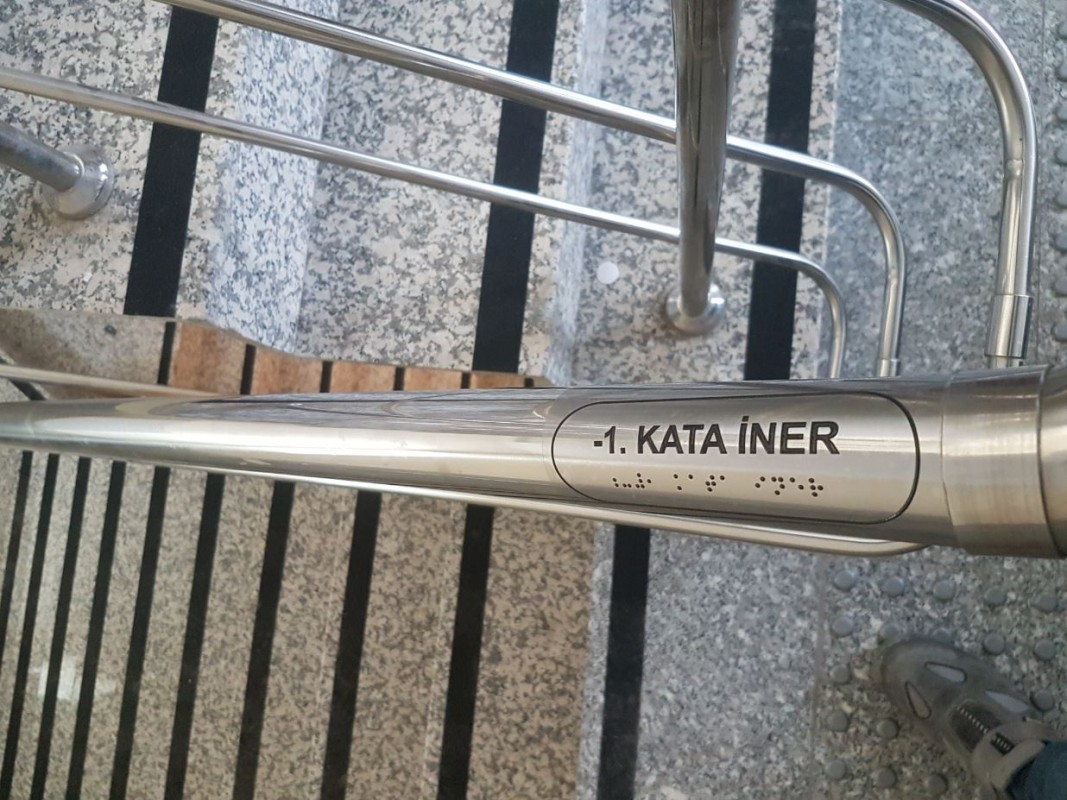 -1. KATA İNER